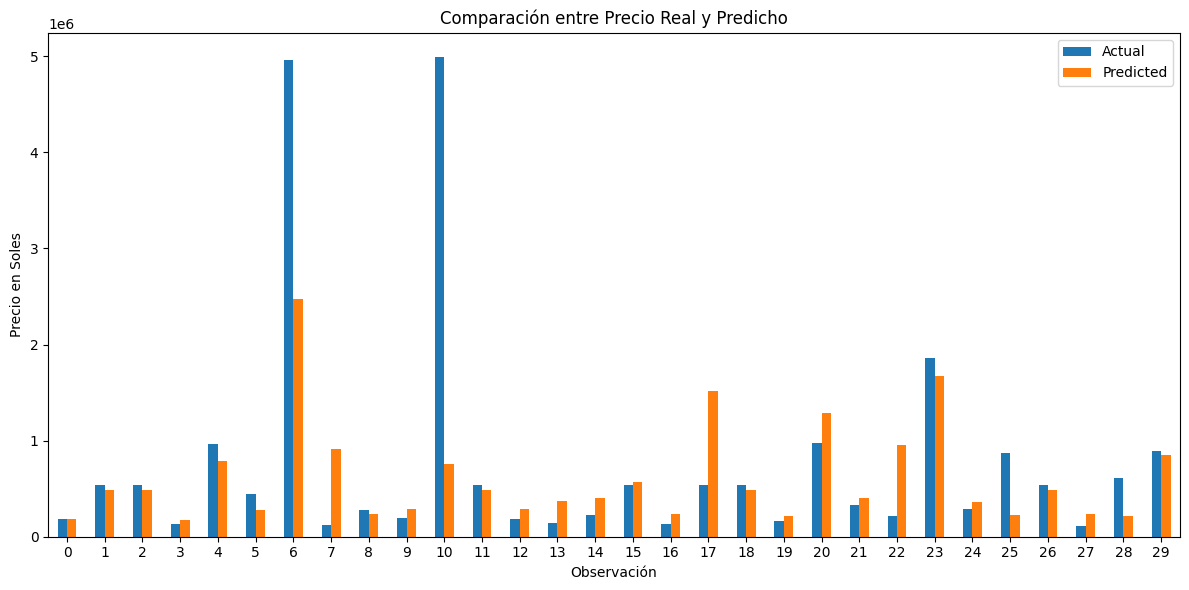 Comparación entre Precio Real y Predicho
1e6
Actual
Predicted
5
4
3
2
1
0
Precio en Soles
0 1 2 3 4 5 6 7 8 9 10 11 12 13 14 15 16 17 18 19 20 21 22 23 24 25 26 27 28 29
Observación